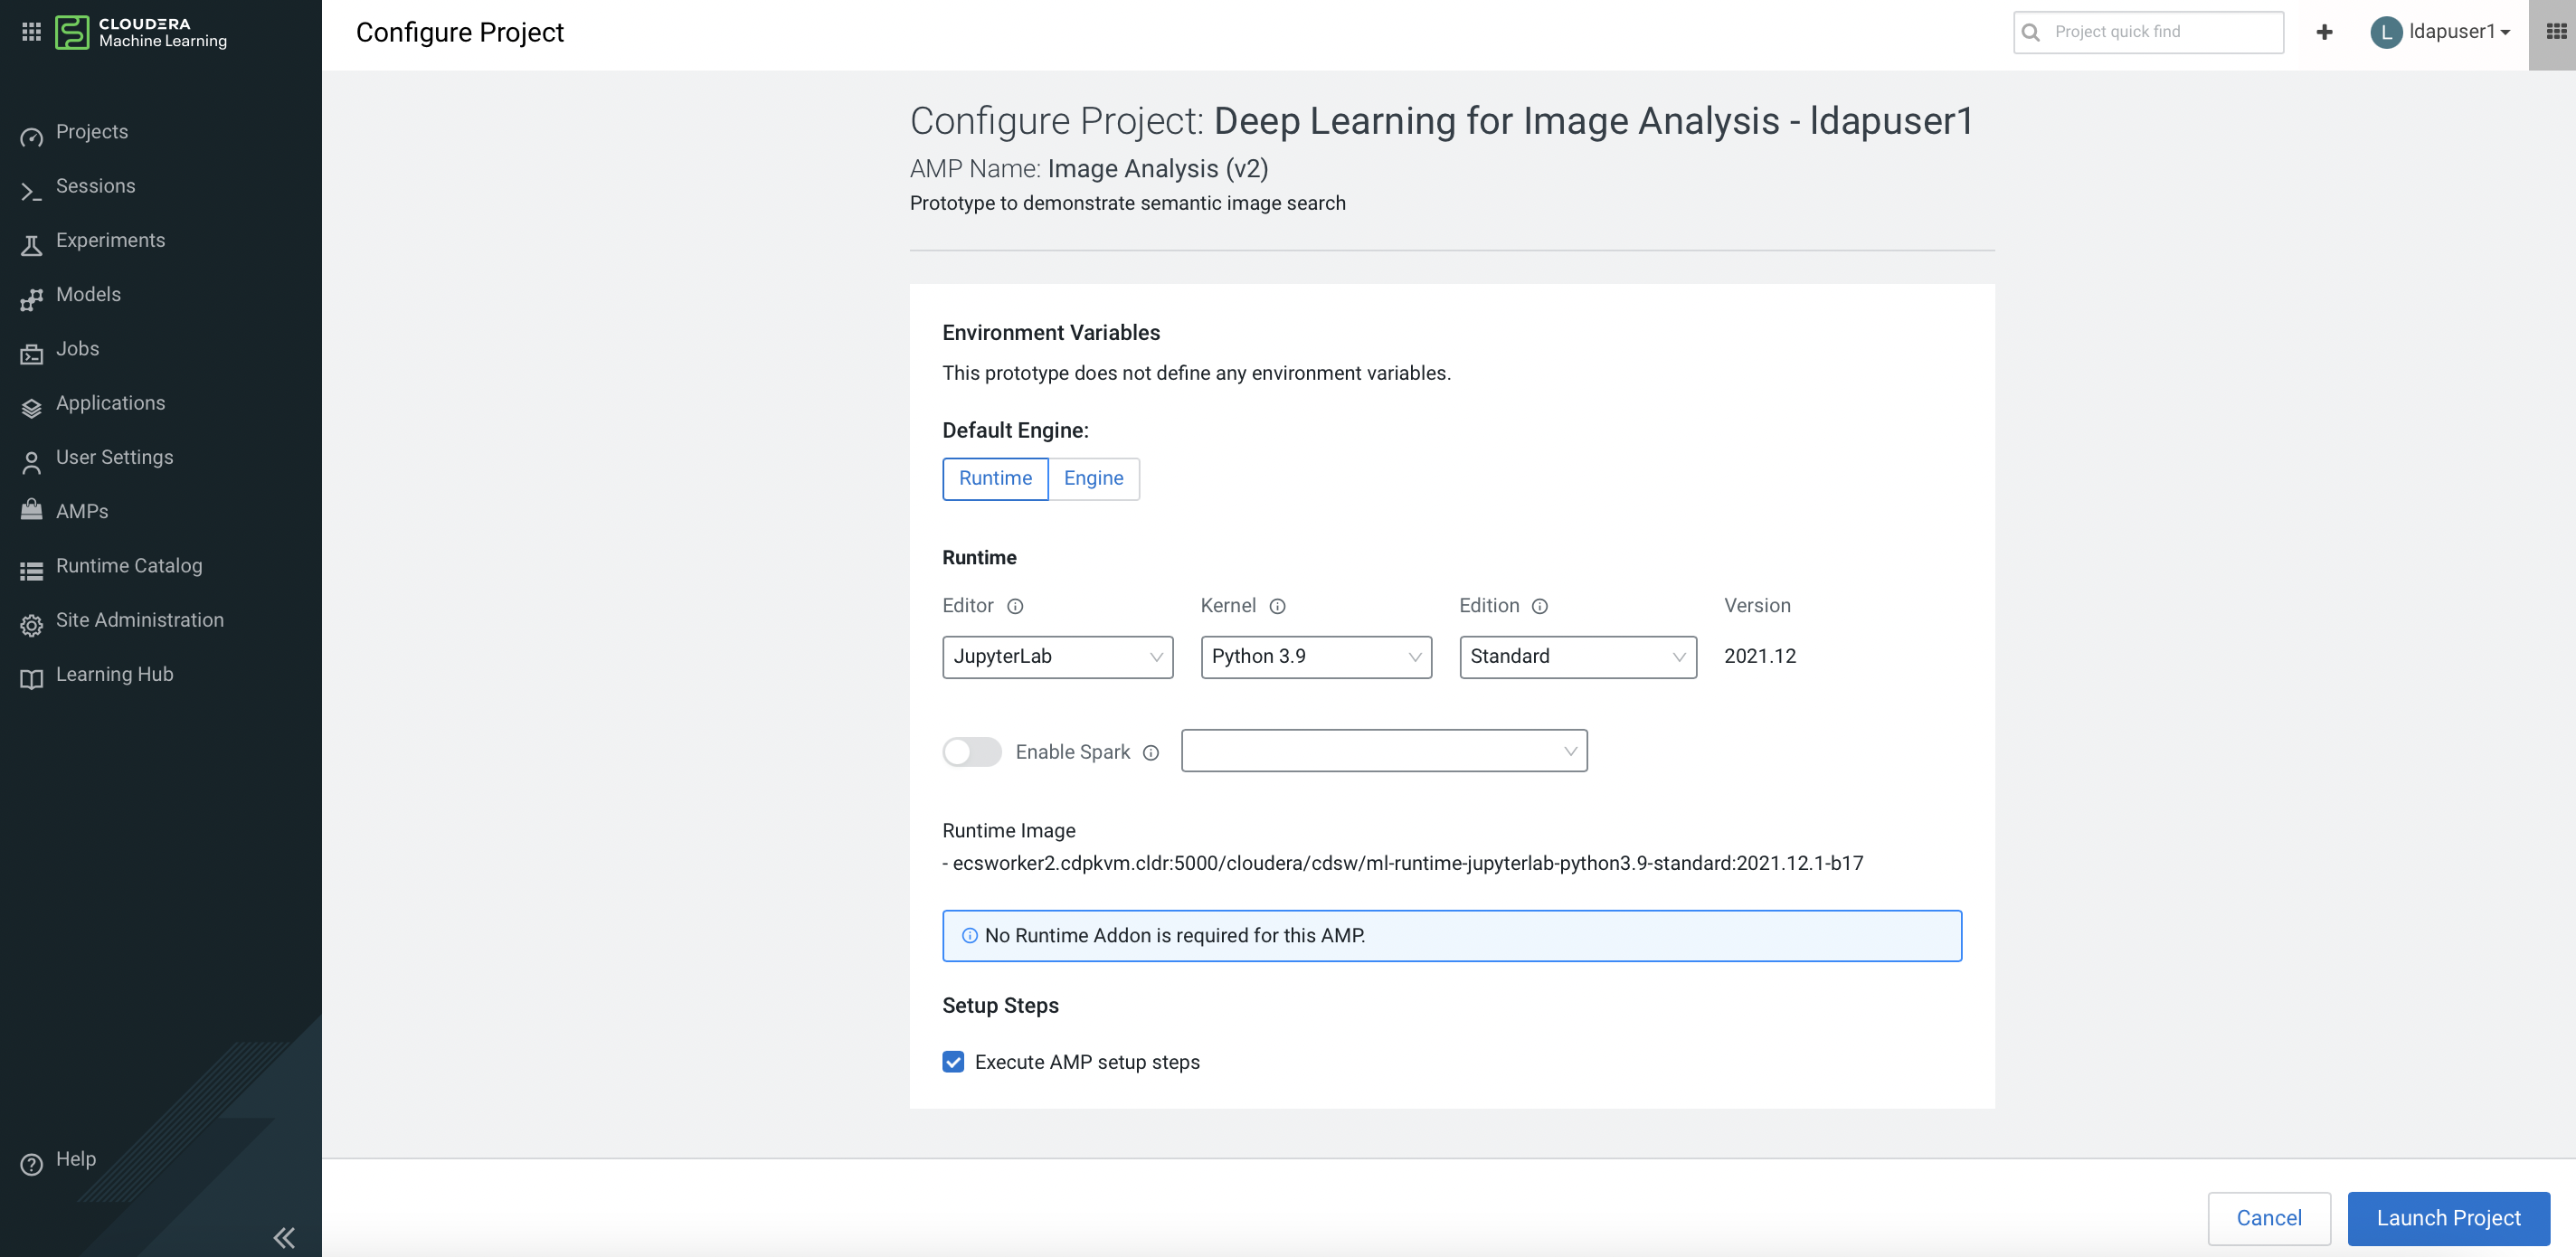 CLOUDERA
Machine Learning
Configure Project
Project quick find
L ldapuser1
Projects
Sessions
Experiments
Models
Jobs
Applications
User Settings
AMPs
Runtime Catalog
Site Administration
Learning Hub
Help
Configure Project: Deep Learning for Image Analysis - ldapuser1
AMP Name: Image Analysis (v2)
Prototype to demonstrate semantic image search
Environment Variables
This prototype does not define any environment variables.
Default Engine:
Runtime Engine
Runtime
Editor Kernel Edition Version
JupyterLab Python 3.9 Standard 2021.12
Enable Spark
Runtime Image
- ecsworker2.cdpkvm.cldr:5000/cloudera/cdsw/ml-runtime-jupyterlab-python3.9-standard:2021.12.1-b17
No Runtime Addon is required for this AMP.
Setup Steps
Execute AMP setup steps
Cancel Launch Project